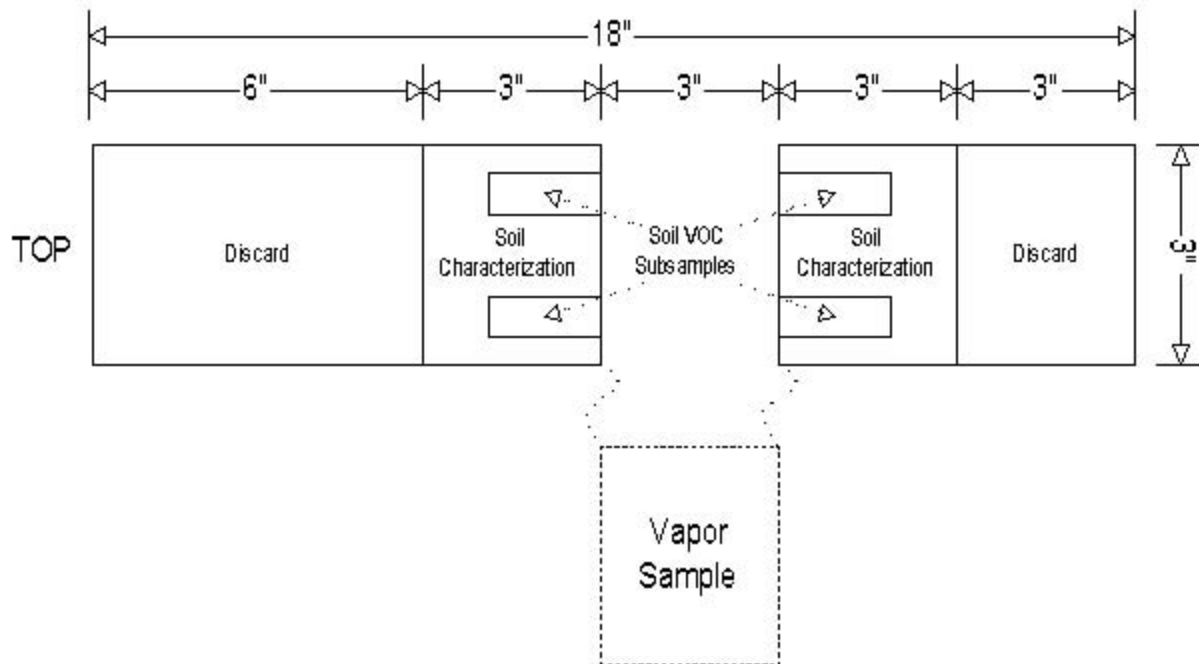 18"
6"
3"
3"
3"
3"
TOP
Discard
Soil
Characterization
Soil VOC
Subsamples
Soil
Characterization
Discard
3"
Vapor
Sample